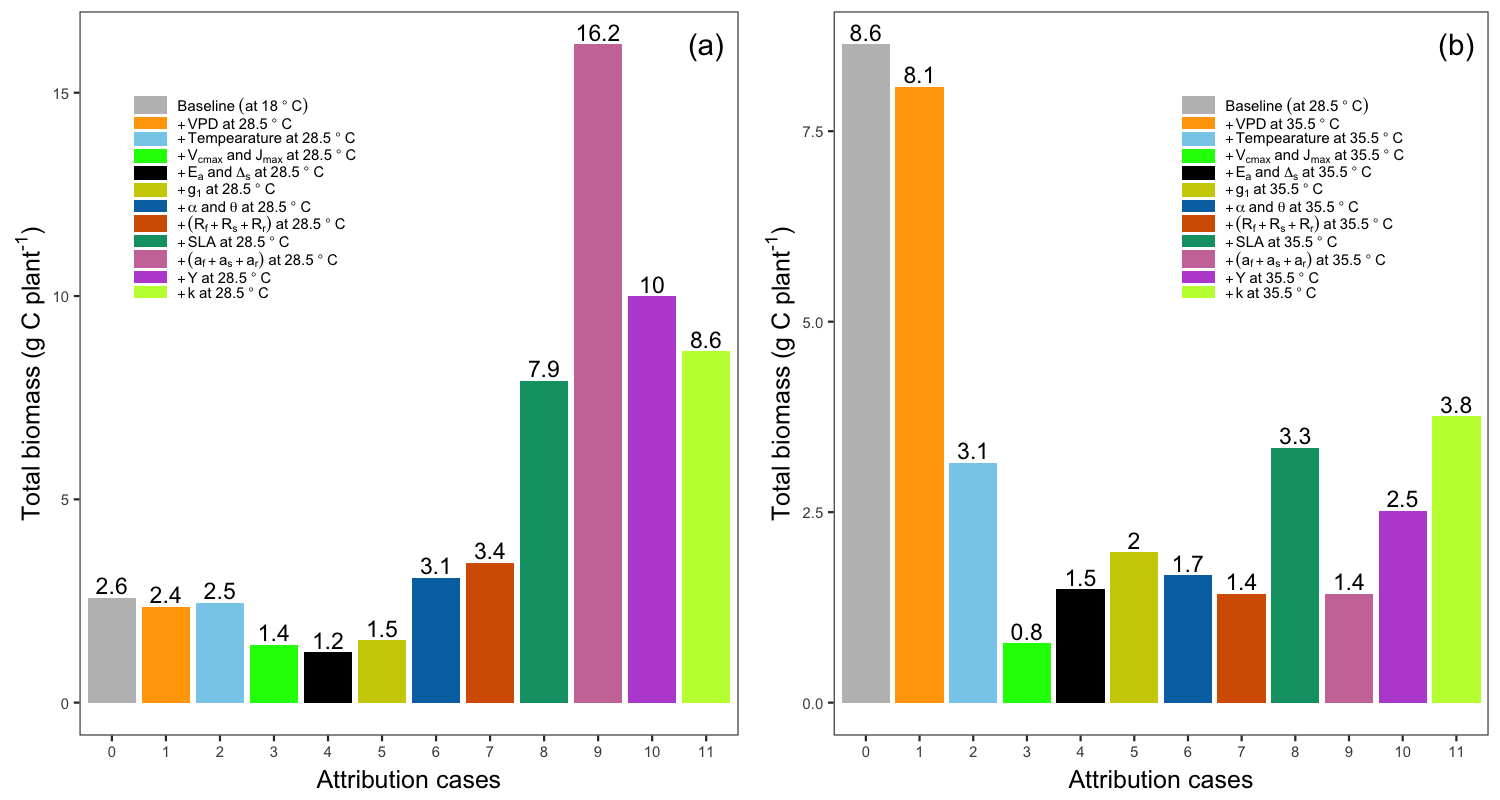 (a)
Total biomass (g C plant⁻¹)
15
10
5
0
Baseline (at 18 ° C)
+VPD at 28.5 ° C
+Tempearature at 28.5 ° C
+Vcmax and Jmax at 28.5 ° C
+Ea and Δs at 28.5 ° C
+g1 at 28.5 ° C
+α and θ at 28.5 ° C
+(Rf+Rs+Rr) at 28.5 ° C
+SLA at 28.5 ° C
+(af+as+ar) at 28.5 ° C
+Y at 28.5 ° C
+k at 28.5 ° C
2.6
2.4
2.5
1.4
1.2
1.5
3.1
3.4
7.9
16.2
10
8.6
0 1 2 3 4 5 6 7 8 9 10 11
Attribution cases
(b)
Total biomass (g C plant⁻¹)
7.5
5.0
2.5
0.0
Baseline (at 28.5 ° C)
+VPD at 35.5 ° C
+Tempearature at 35.5 ° C
+Vcmax and Jmax at 35.5 ° C
+Ea and Δs at 35.5 ° C
+g1 at 35.5 ° C
+α and θ at 35.5 ° C
+(Rf+Rs+Rr) at 35.5 ° C
+SLA at 35.5 ° C
+(af+as+ar) at 35.5 ° C
+Y at 35.5 ° C
+k at 35.5 ° C
8.6
8.1
3.1
0.8
1.5
2
1.7
1.4
3.3
1.4
2.5
3.8
0 1 2 3 4 5 6 7 8 9 10 11
Attribution cases